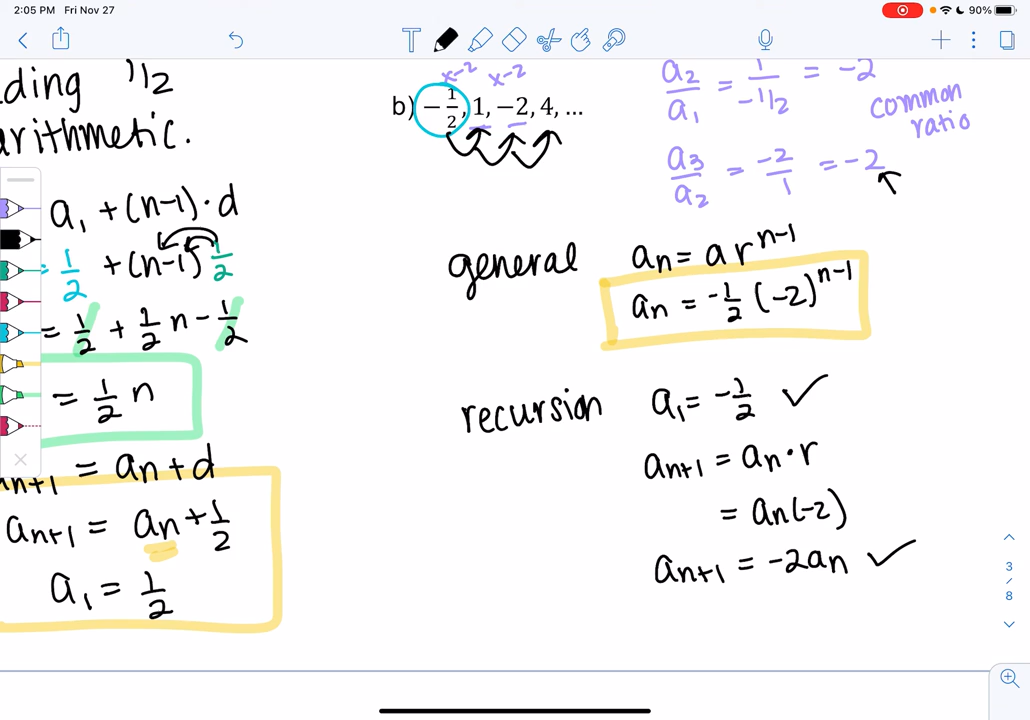 2:05 PM Fri Nov 27
90%
ding 1/2
arithmetic.
a₁ + (n-1) · d
= 1/2 + (n-1) 1/2
= 1/2 + 1/2 n - 1/2
= 1/2 n
an+1 = an + d
an+1 = an + 1/2
a₁ = 1/2
x-2 x-2
b) −1/2, 1, −2, 4, ...
a2/a1 = 1/-1/2 = -2
common ratio
a3/a2 = -2/1 = -2
general
an = a r^(n-1)
an = -1/2 (-2)^(n-1)
recursion
a₁ = -1/2 ✓
an+1 = an · r
= an(-2)
an+1 = -2an ✓
3
/
8